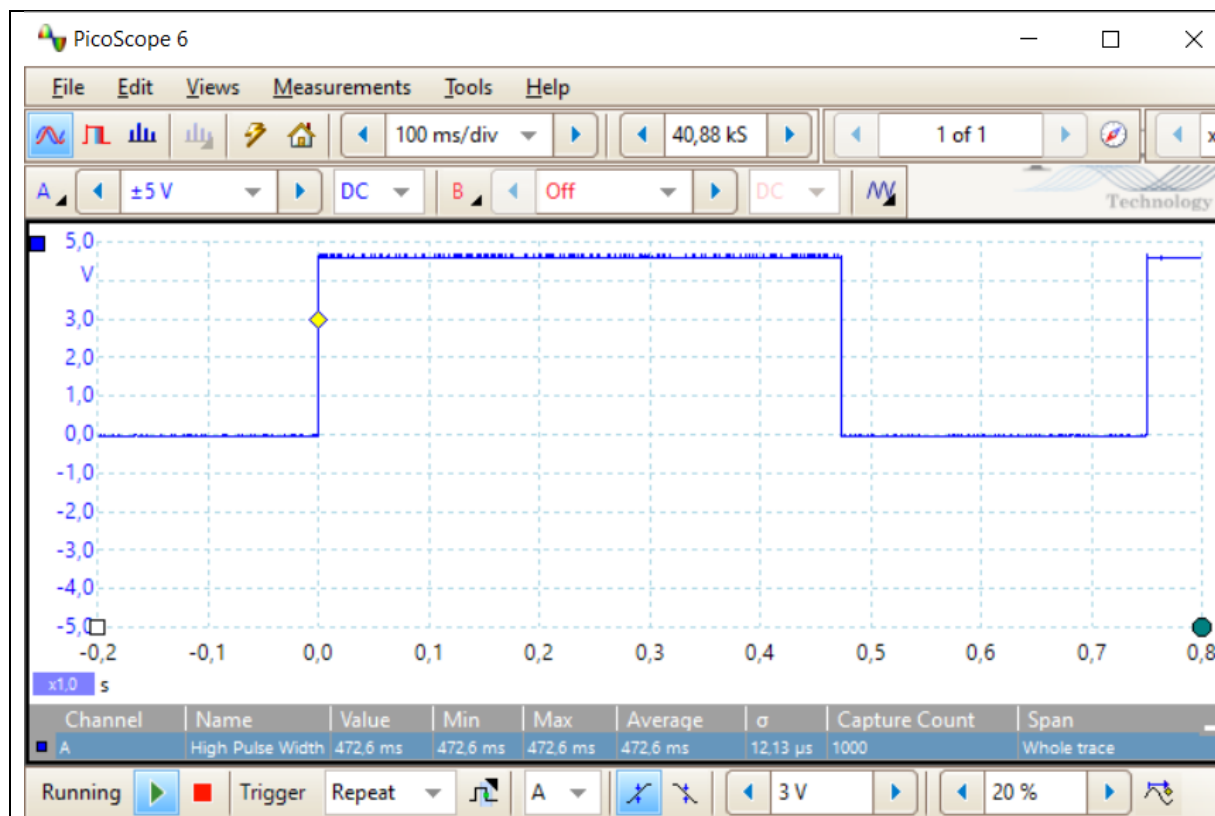 PicoScope 6
File Edit Views Measurements Tools Help
100 ms/div 40,88 kS 1 of 1 x
A ±5 V DC B Off DC Technology
5,0
V
3,0
2,0
1,0
0,0
-1,0
-2,0
-3,0
-4,0
-5,0
-0,2 -0,1 0,0 0,1 0,2 0,3 0,4 0,5 0,6 0,7 0,8
x1,0 s
Channel Name Value Min Max Average σ Capture Count Span
A High Pulse Width 472,6 ms 472,6 ms 472,6 ms 472,6 ms 12,13 µs 1000 Whole trace
Running Trigger Repeat A 3 V 20 %